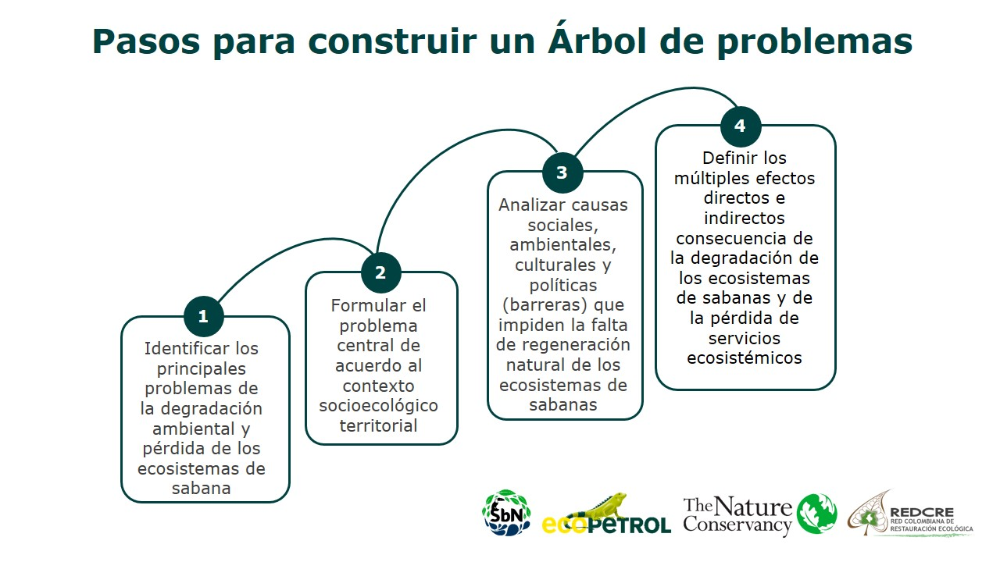 Pasos para construir un Árbol de problemas
1
Identificar los
principales
problemas de
la degradación
ambiental y
pérdida de los
ecosistemas de
sabana
2
Formular el
problema
central de
acuerdo al
contexto
socioecológico
territorial
3
Analizar causas
sociales,
ambientales,
culturales y
políticas
(barreras) que
impiden la falta
de regeneración
natural de los
ecosistemas de
sabanas
4
Definir los
múltiples efectos
directos e
indirectos
consecuencia de
la degradación de
los ecosistemas
de sabanas y de
la pérdida de
servicios
ecosistémicos
SbN
ecoPETROL
The Nature
Conservancy
REDCRE
RED COLOMBIANA DE
RESTAURACIÓN ECOLÓGICA